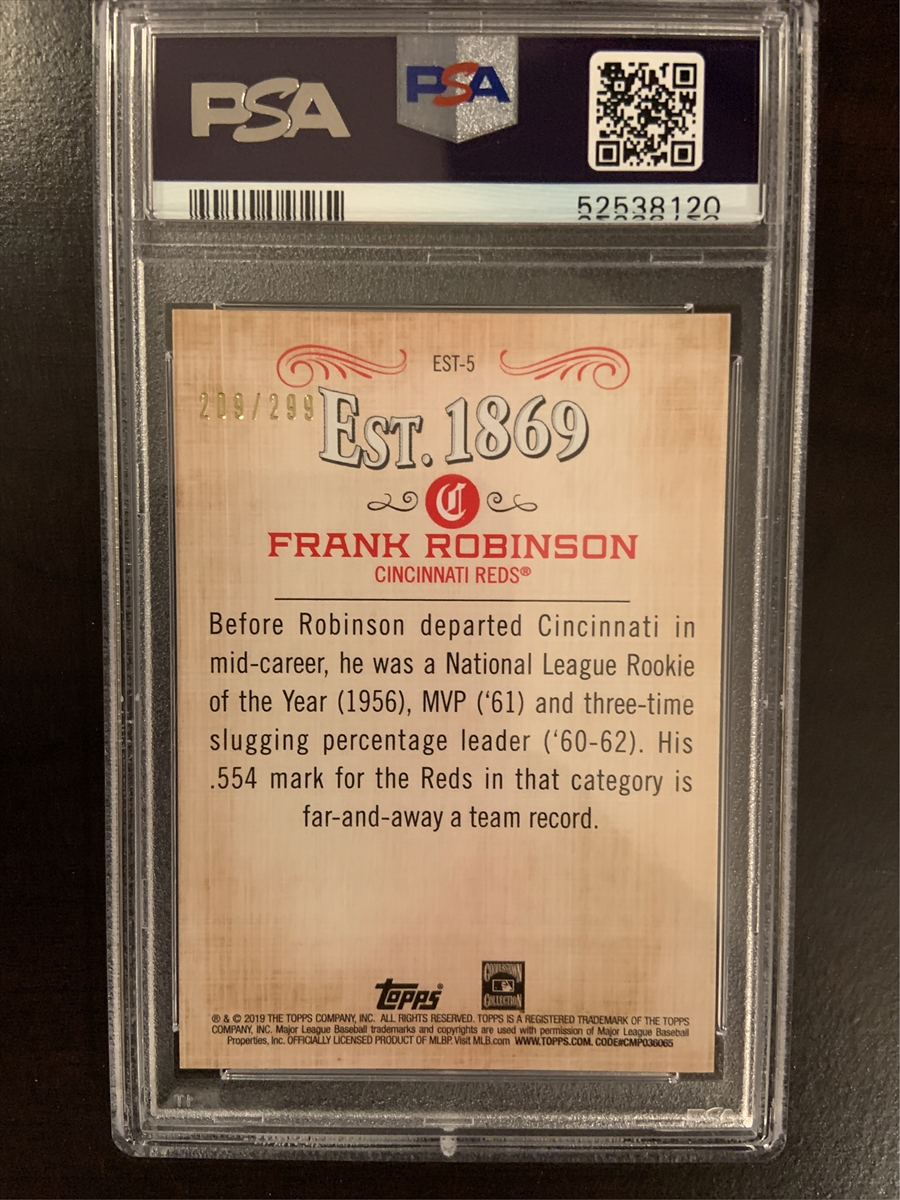 PSA PSA
52538120
EST-5
209/299
EST. 1869
C
FRANK ROBINSON
CINCINNATI REDS®
Before Robinson departed Cincinnati in
mid-career, he was a National League Rookie
of the Year (1956), MVP (‘61) and three-time
slugging percentage leader (‘60-62). His
.554 mark for the Reds in that category is
far-and-away a team record.
Topps®
COOPERSTOWN
COLLECTION
® & © 2019 THE TOPPS COMPANY, INC. ALL RIGHTS RESERVED. TOPPS IS A REGISTERED TRADEMARK OF THE TOPPS
COMPANY, INC. Major League Baseball trademarks and copyrights are used with permission of Major League Baseball
Properties, Inc. OFFICIALLY LICENSED PRODUCT OF MLBP. Visit MLB.com WWW.TOPPS.COM. CODE#CMP036065